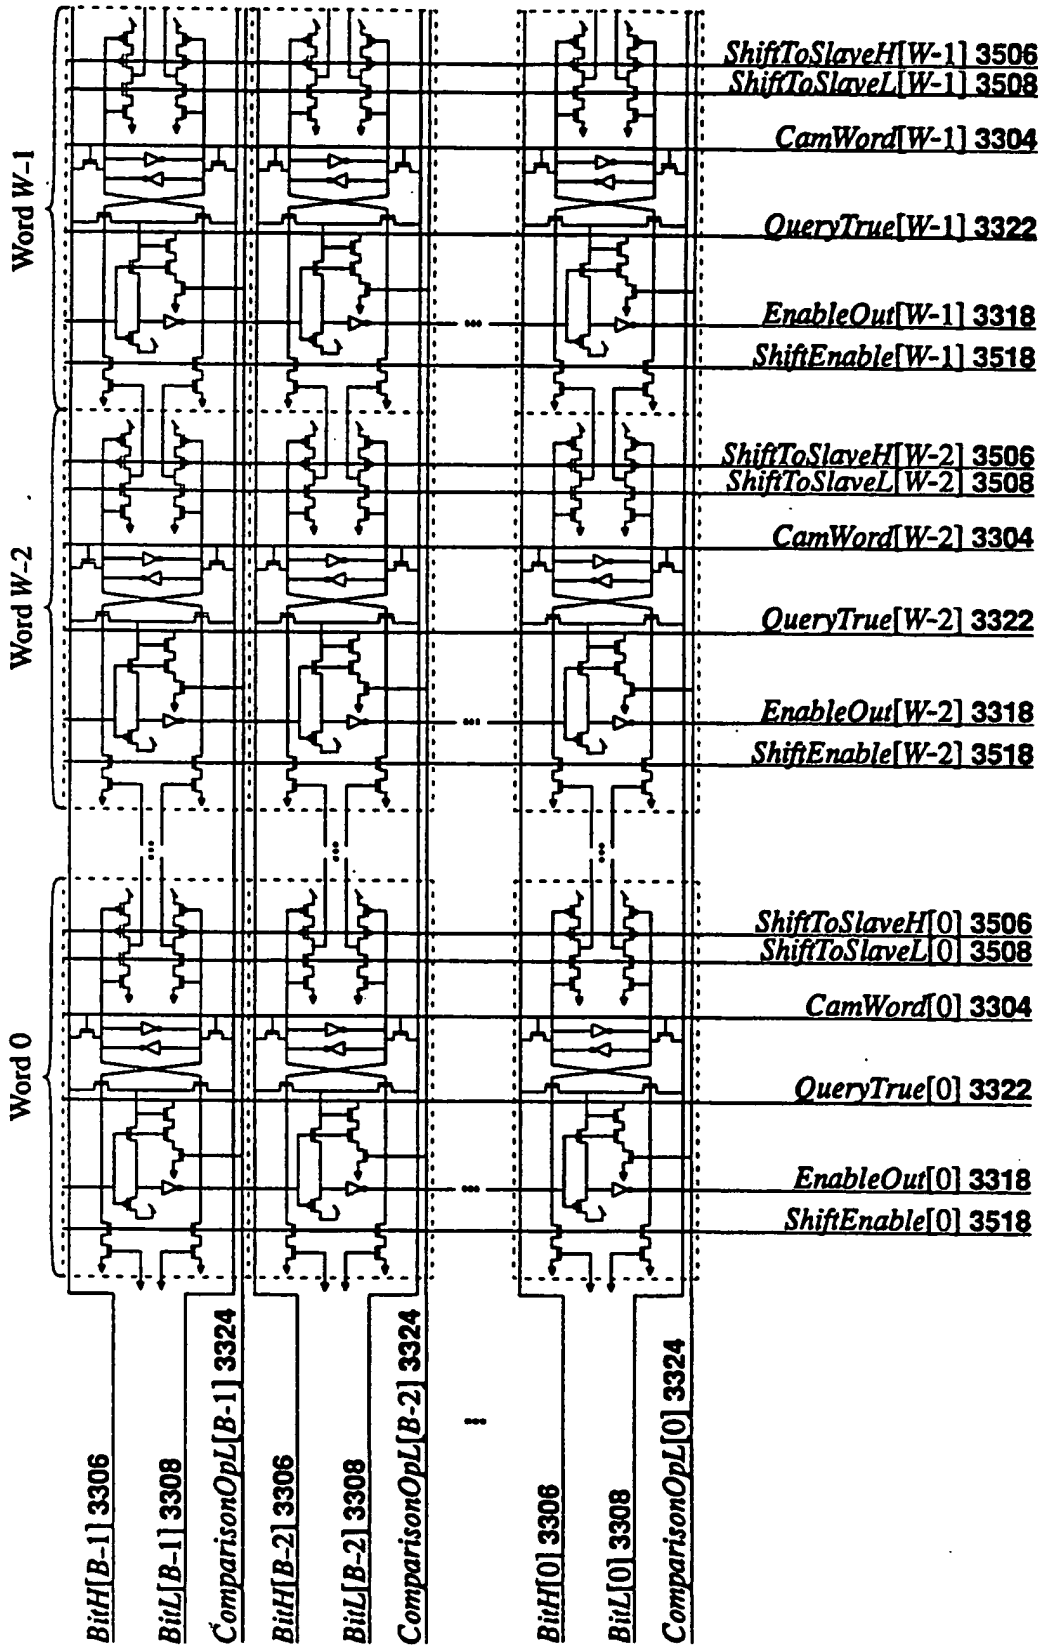 Word W-1
ShiftToSlaveH[W-1] 3506
ShiftToSlaveL[W-1] 3508
CamWord[W-1] 3304
QueryTrue[W-1] 3322
...
EnableOut[W-1] 3318
ShiftEnable[W-1] 3518
Word W-2
ShiftToSlaveH[W-2] 3506
ShiftToSlaveL[W-2] 3508
CamWord[W-2] 3304
QueryTrue[W-2] 3322
...
EnableOut[W-2] 3318
ShiftEnable[W-2] 3518
... ... ...
Word 0
ShiftToSlaveH[0] 3506
ShiftToSlaveL[0] 3508
CamWord[0] 3304
QueryTrue[0] 3322
...
EnableOut[0] 3318
ShiftEnable[0] 3518
BitH[B-1] 3306
BitL[B-1] 3308
ComparisonOpL[B-1] 3324
BitH[B-2] 3306
BitL[B-2] 3308
ComparisonOpL[B-2] 3324
...
BitH[0] 3306
BitL[0] 3308
ComparisonOpL[0] 3324